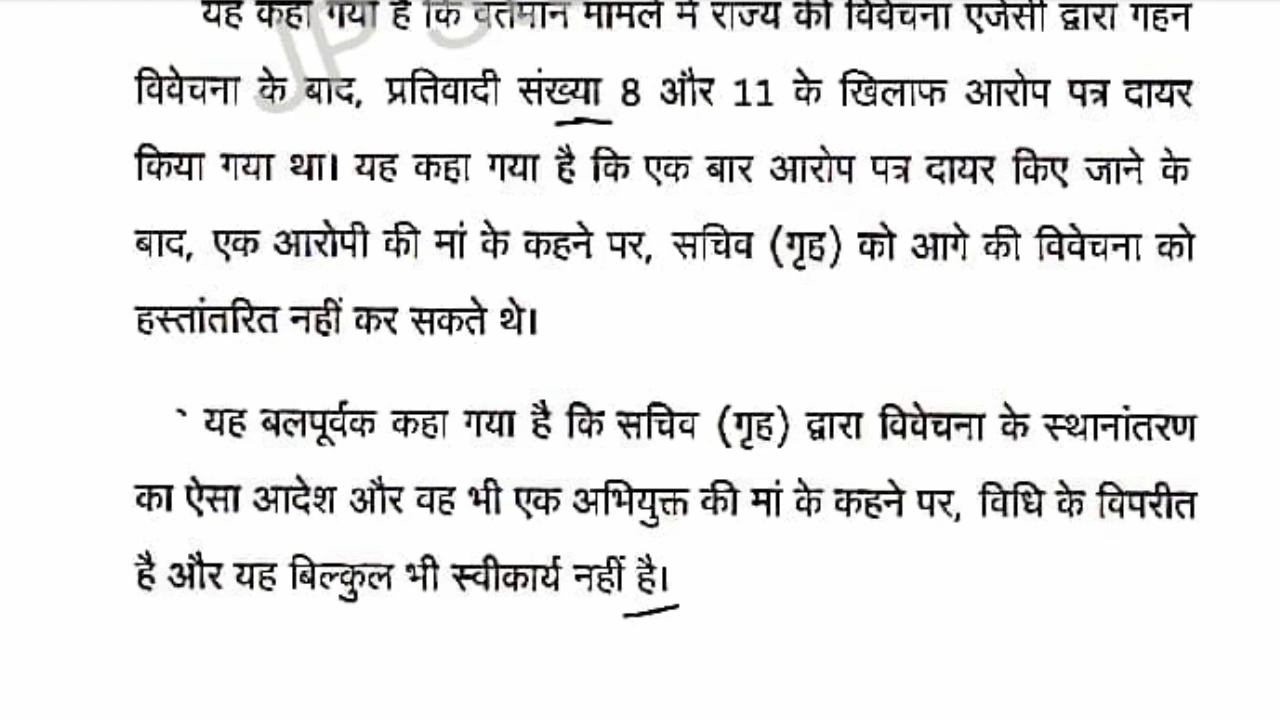 यह कहा गया है कि वर्तमान मामले में राज्य की विवेचना एजेंसी द्वारा गहन
विवेचना के बाद, प्रतिवादी संख्या 8 और 11 के खिलाफ आरोप पत्र दायर
किया गया था। यह कहा गया है कि एक बार आरोप पत्र दायर किए जाने के
बाद, एक आरोपी की मां के कहने पर, सचिव (गृह) को आगे की विवेचना को
हस्तांतरित नहीं कर सकते थे।
यह बलपूर्वक कहा गया है कि सचिव (गृह) द्वारा विवेचना के स्थानांतरण
का ऐसा आदेश और वह भी एक अभियुक्त की मां के कहने पर, विधि के विपरीत
है और यह बिल्कुल भी स्वीकार्य नहीं है।